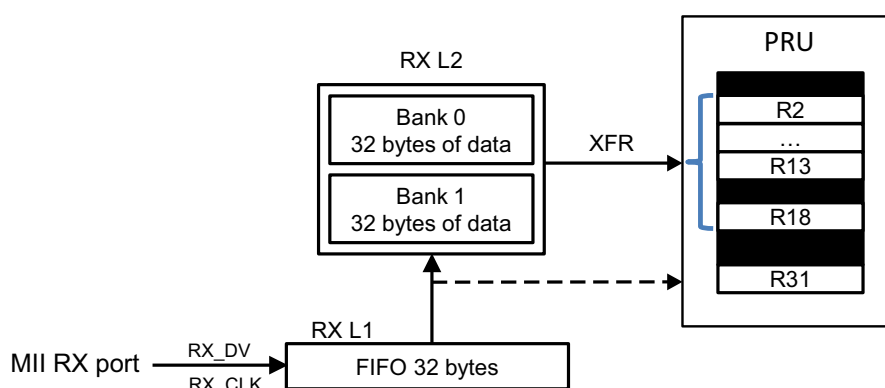 PRU
RX L2
Bank 0
32 bytes of data
Bank 1
32 bytes of data
XFR
R2
...
R13
R18
R31
RX L1
MII RX port
RX_DV
RX_CLK
FIFO 32 bytes